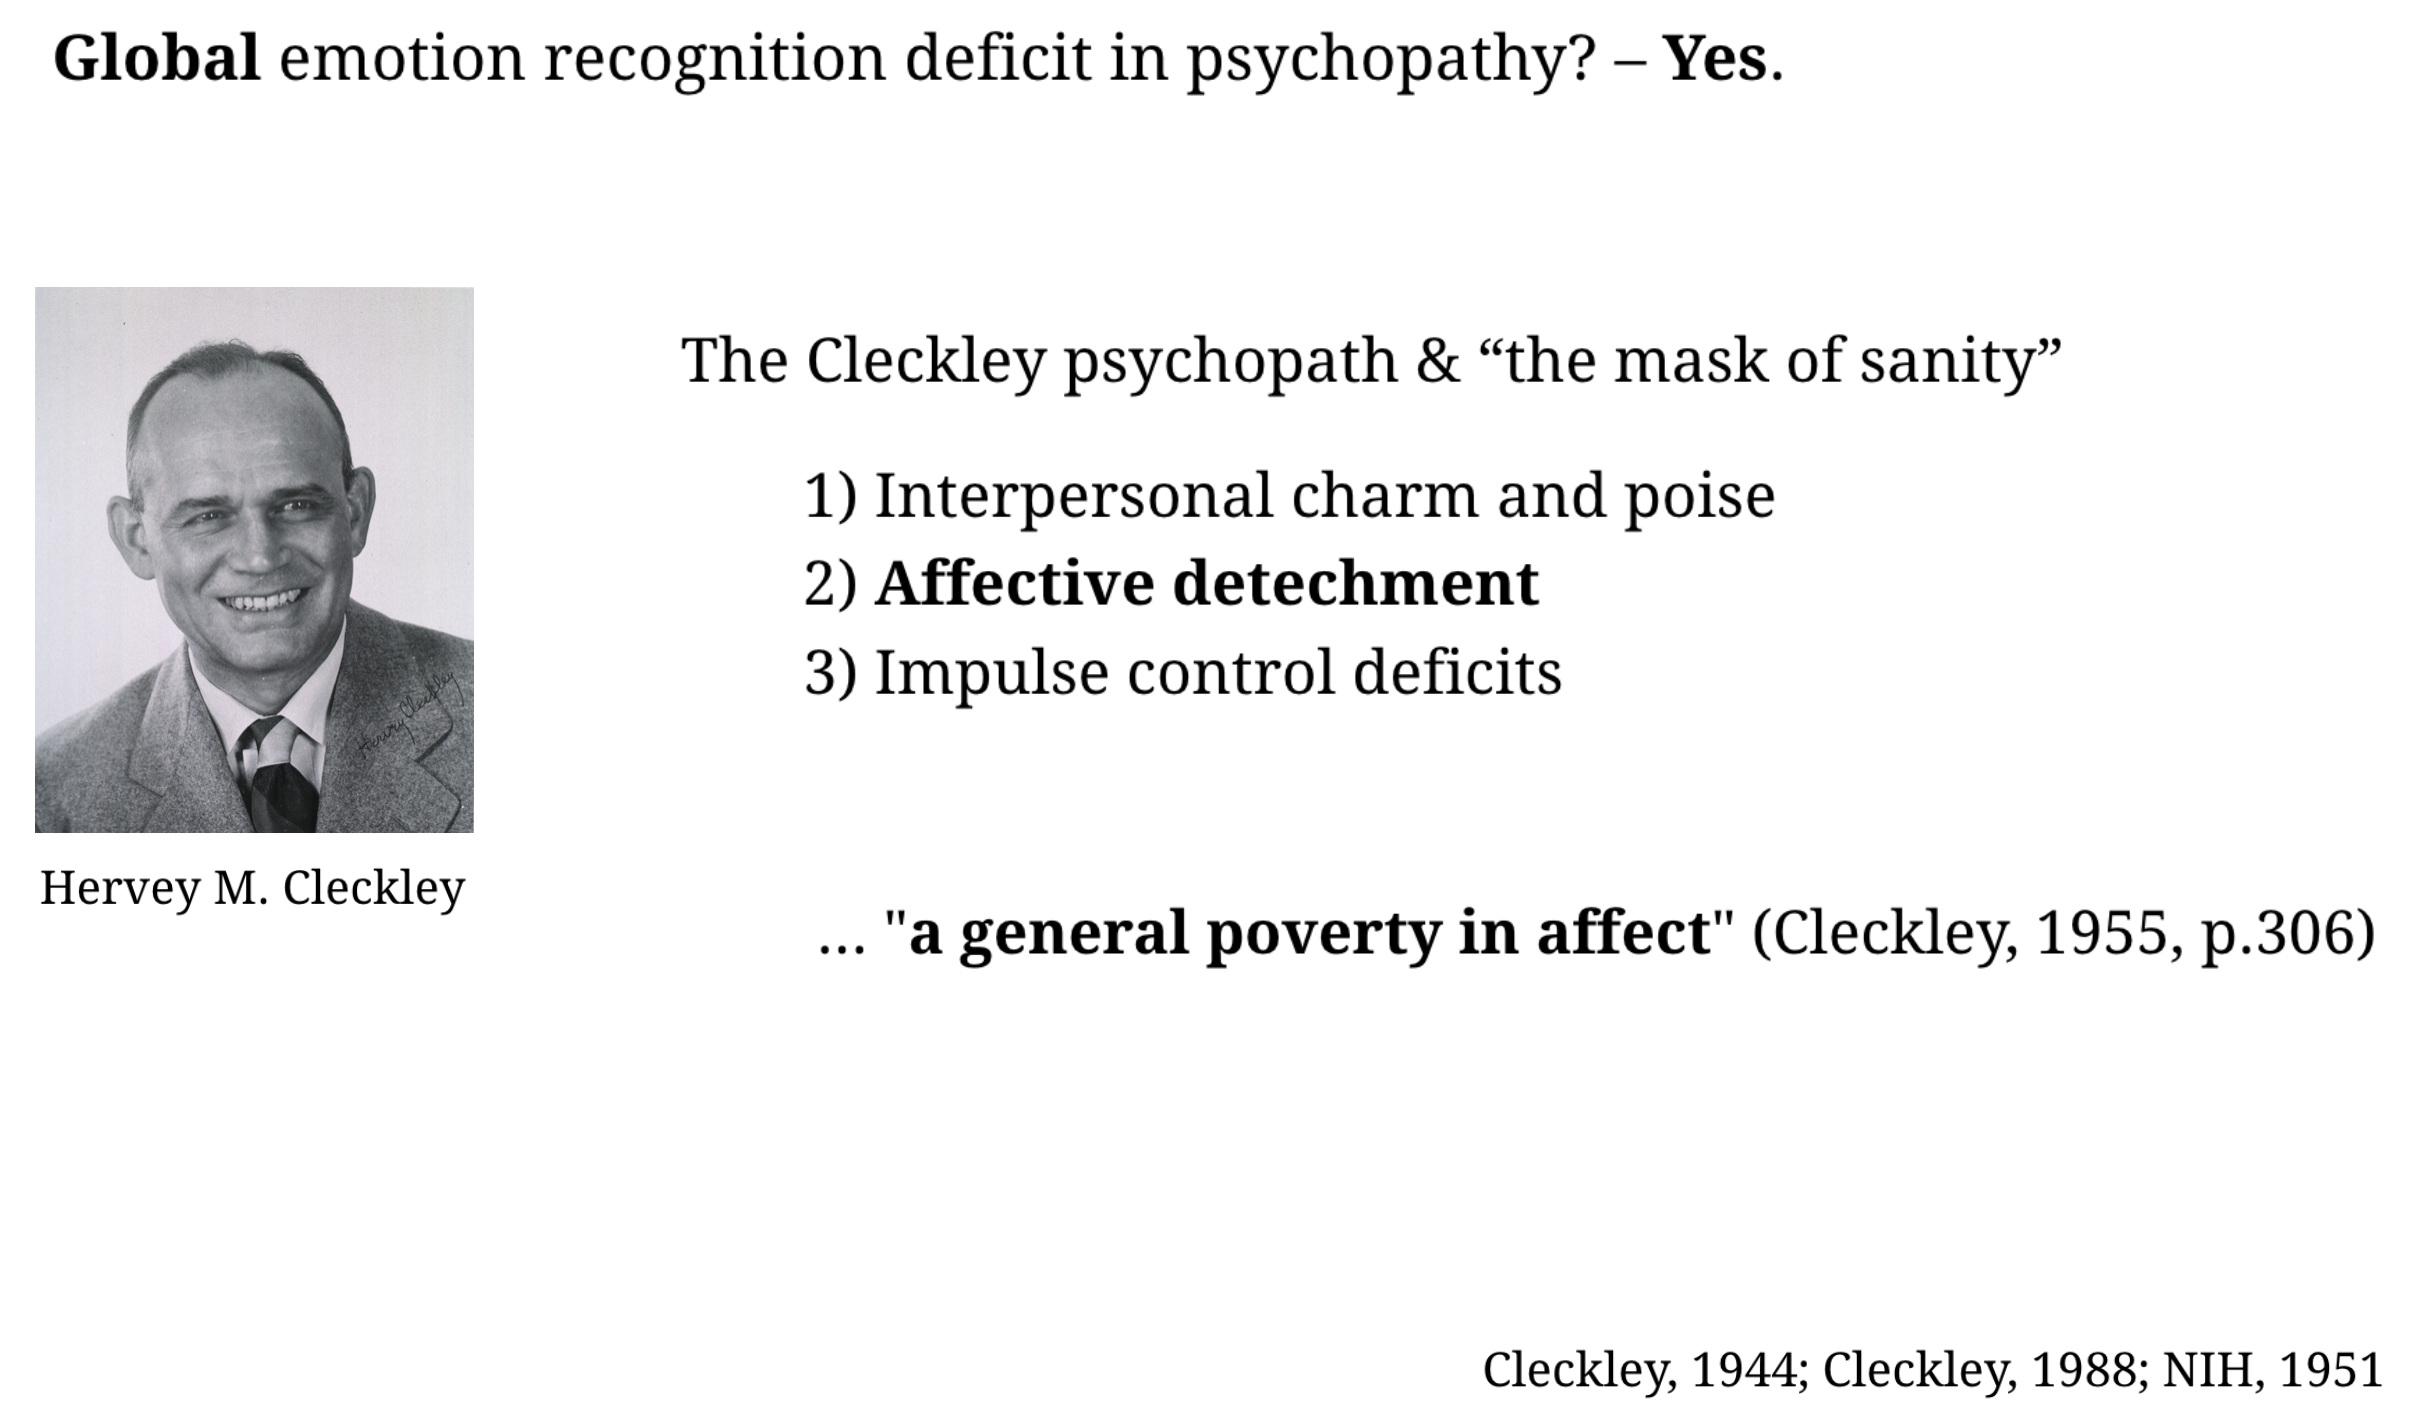 Global emotion recognition deficit in psychopathy? – Yes.
The Cleckley psychopath & “the mask of sanity”
1) Interpersonal charm and poise
2) Affective detechment
3) Impulse control deficits
Hervey Cleckley
Hervey M. Cleckley
... "a general poverty in affect" (Cleckley, 1955, p.306)
Cleckley, 1944; Cleckley, 1988; NIH, 1951